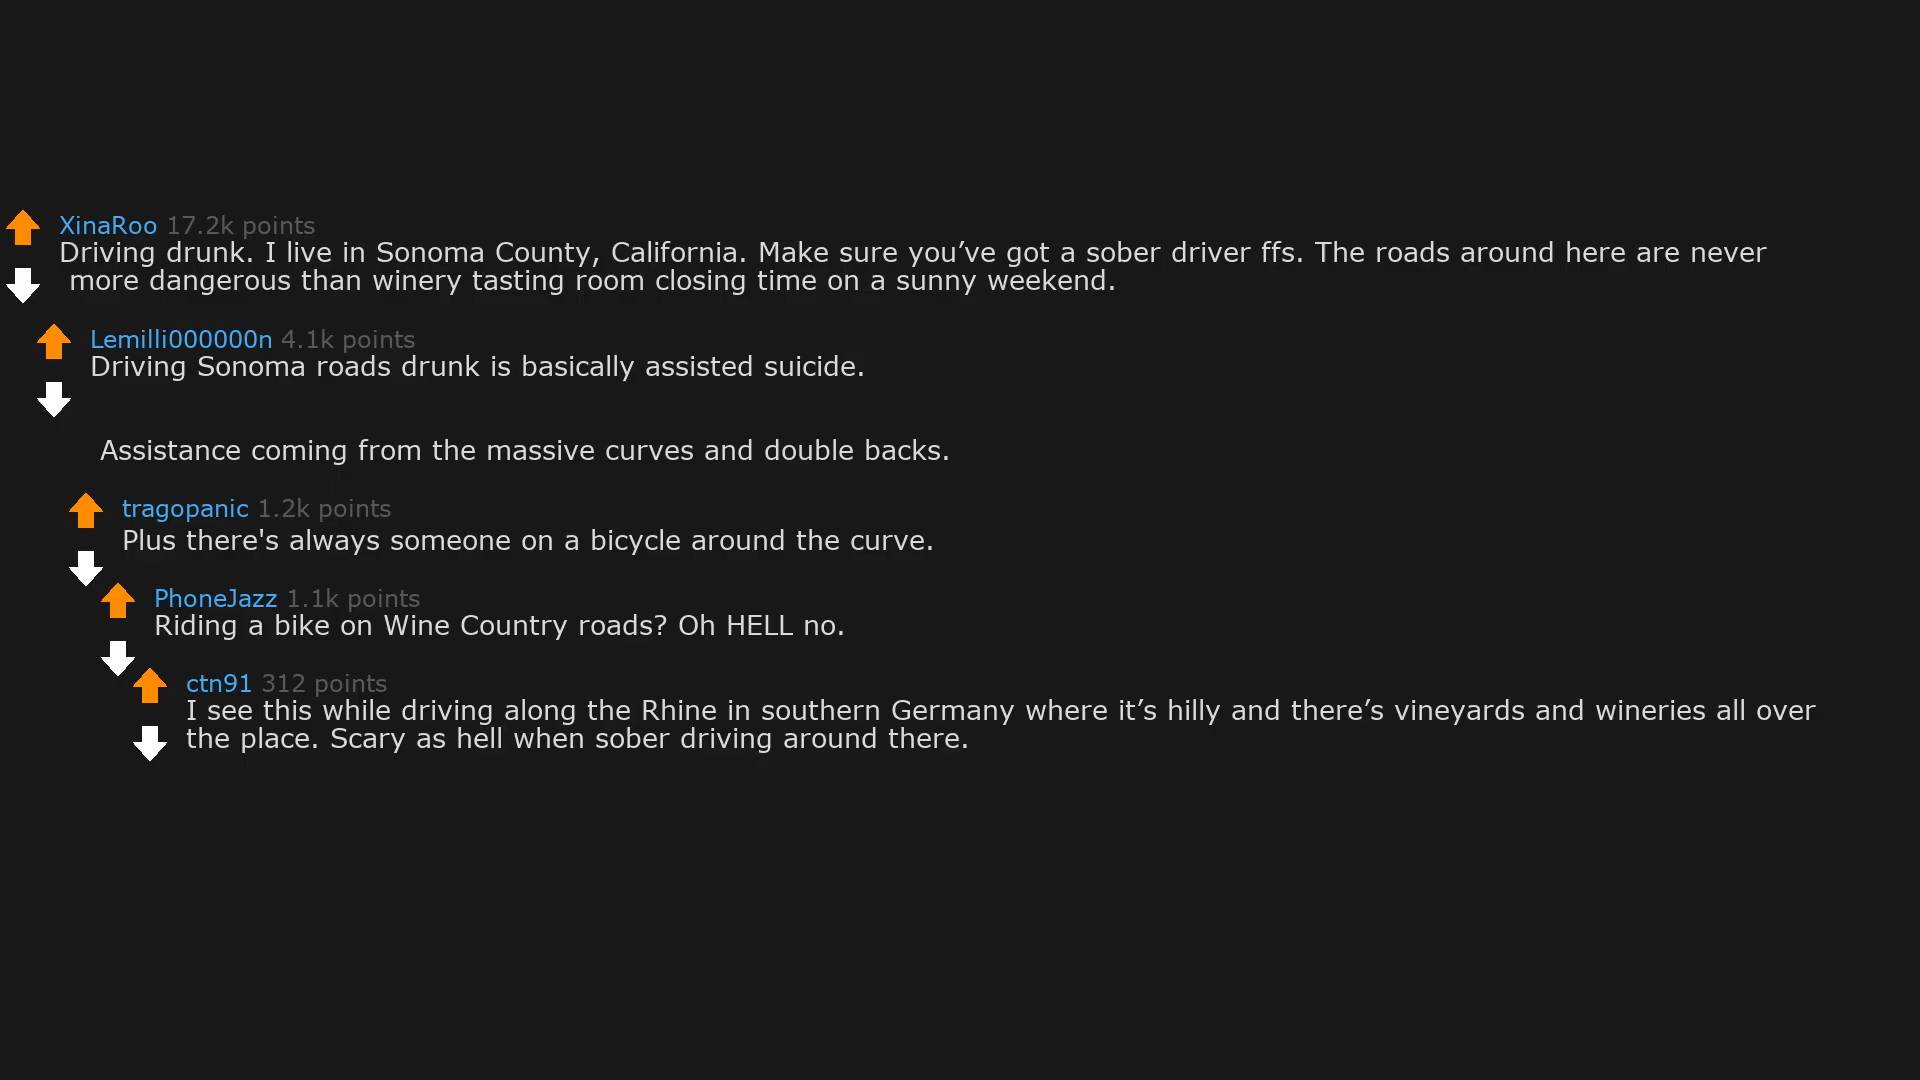 XinaRoo 17.2k points
Driving drunk. I live in Sonoma County, California. Make sure you’ve got a sober driver ffs. The roads around here are never
more dangerous than winery tasting room closing time on a sunny weekend.
Lemilli000000n 4.1k points
Driving Sonoma roads drunk is basically assisted suicide.
Assistance coming from the massive curves and double backs.
tragopanic 1.2k points
Plus there's always someone on a bicycle around the curve.
PhoneJazz 1.1k points
Riding a bike on Wine Country roads? Oh HELL no.
ctn91 312 points
I see this while driving along the Rhine in southern Germany where it’s hilly and there’s vineyards and wineries all over
the place. Scary as hell when sober driving around there.